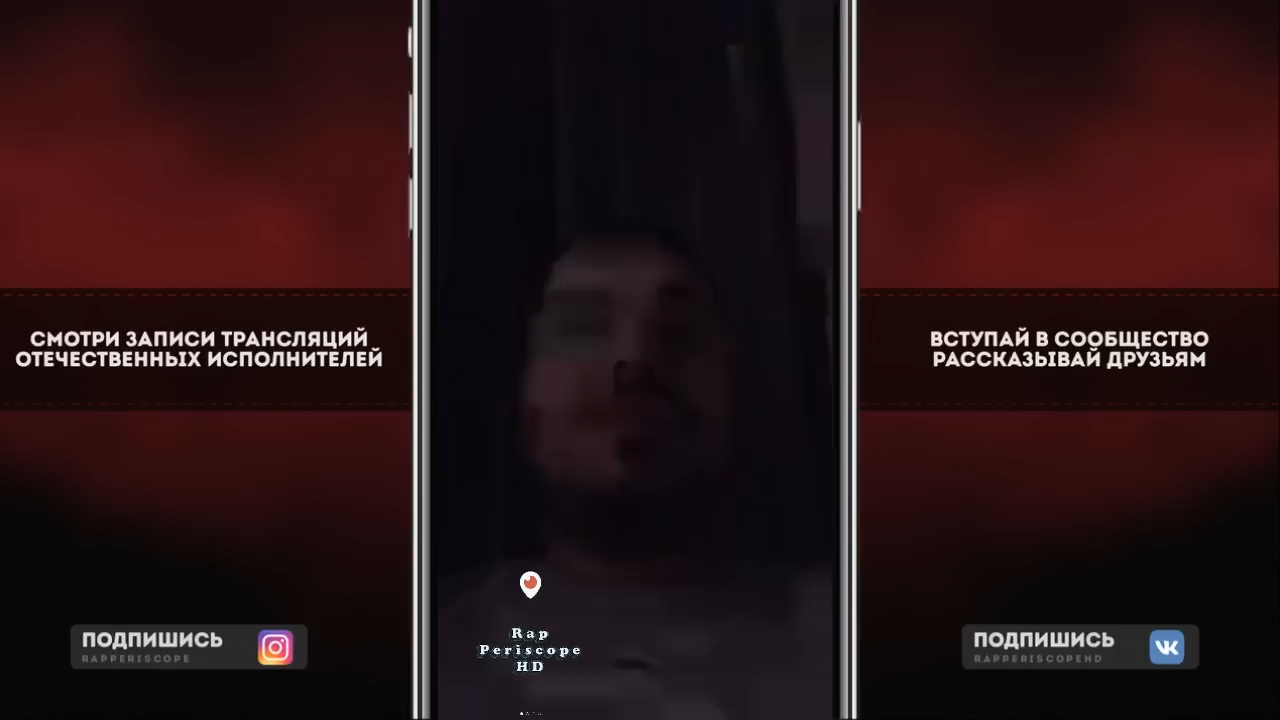 СМОТРИ ЗАПИСИ ТРАНСЛЯЦИЙ
ОТЕЧЕСТВЕННЫХ ИСПОЛНИТЕЛЕЙ
ВСТУПАЙ В СООБЩЕСТВО
РАССКАЗЫВАЙ ДРУЗЬЯМ
Rap
Periscope
HD
ПОДПИШИСЬ
RAPPERISCOPE
ПОДПИШИСЬ
RAPPERISCOPEHD